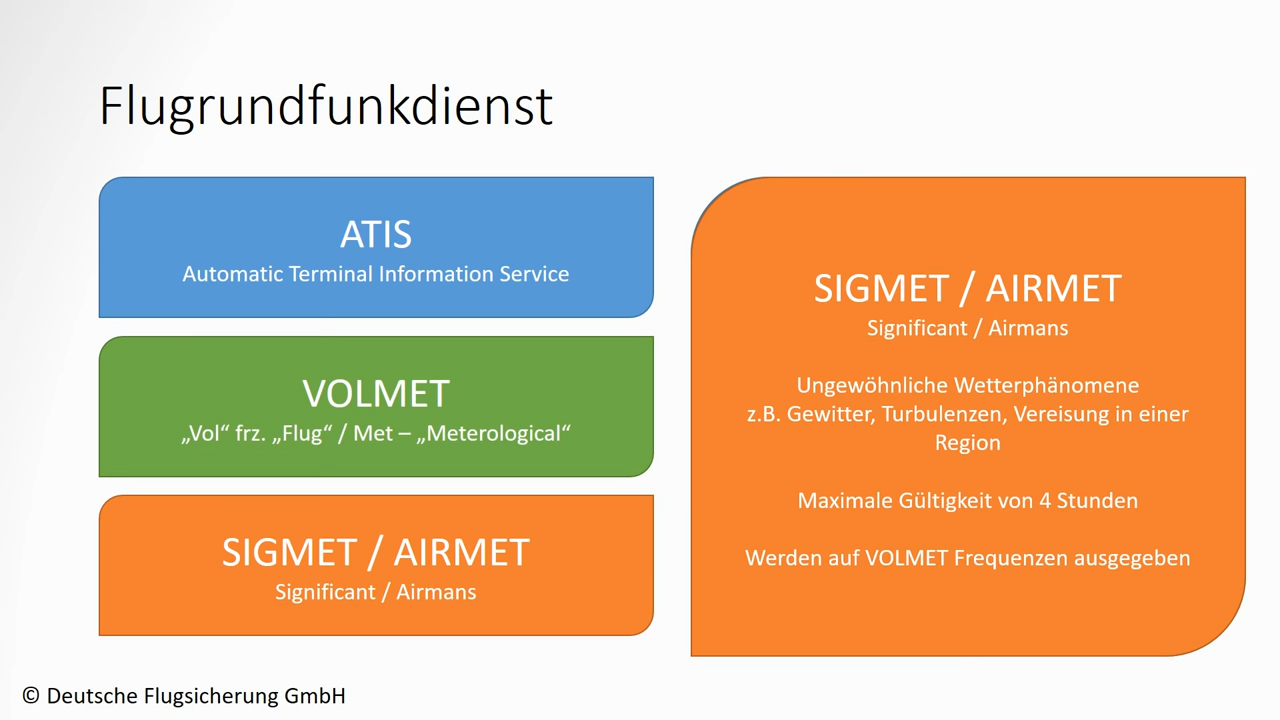 Flugrundfunkdienst
ATIS
Automatic Terminal Information Service
VOLMET
„Vol“ frz. „Flug“ / Met – „Meterological“
SIGMET / AIRMET
Significant / Airmans
SIGMET / AIRMET
Significant / Airmans
Ungewöhnliche Wetterphänomene
z.B. Gewitter, Turbulenzen, Vereisung in einer
Region
Maximale Gültigkeit von 4 Stunden
Werden auf VOLMET Frequenzen ausgegeben
© Deutsche Flugsicherung GmbH